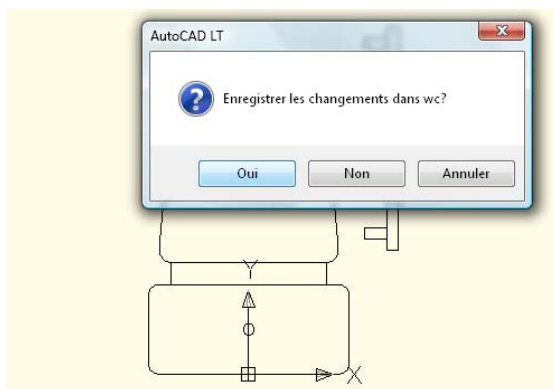 AutoCAD LT
Enregistrer les changements dans wc?
Oui Non Annuler
Y
X